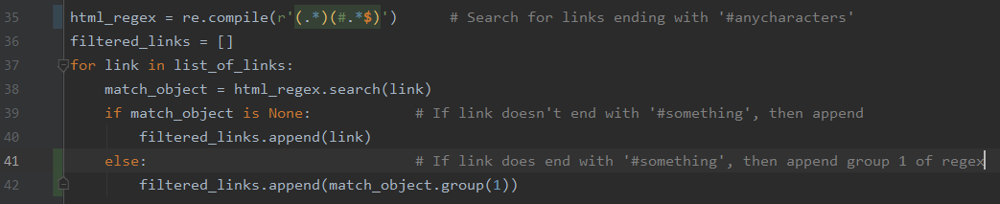 35 html_regex = re.compile(r'(.*)(#.*$)') # Search for links ending with '#anycharacters'
36 filtered_links = []
37 for link in list_of_links:
38 match_object = html_regex.search(link)
39 if match_object is None: # If link doesn't end with '#something', then append
40 filtered_links.append(link)
41 else: # If link does end with '#something', then append group 1 of regex
42 filtered_links.append(match_object.group(1))